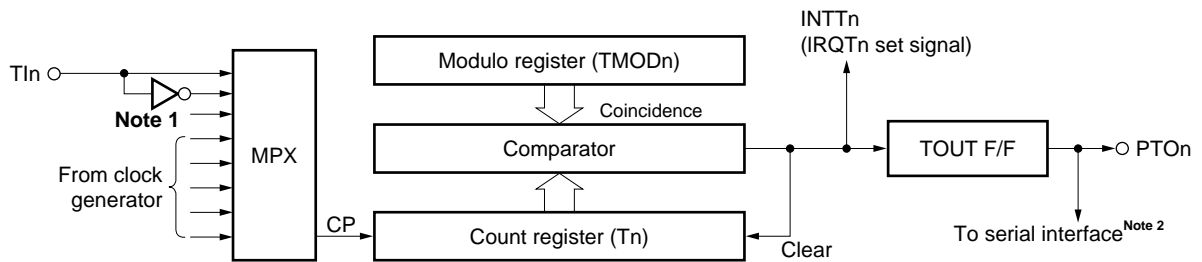 INTTn
(IRQTn set signal)
TIn
Modulo register (TMODn)
Note 1
Coincidence
MPX
Comparator
TOUT F/F
PTOn
From clock
generator
CP
Count register (Tn)
Clear
To serial interface Note 2